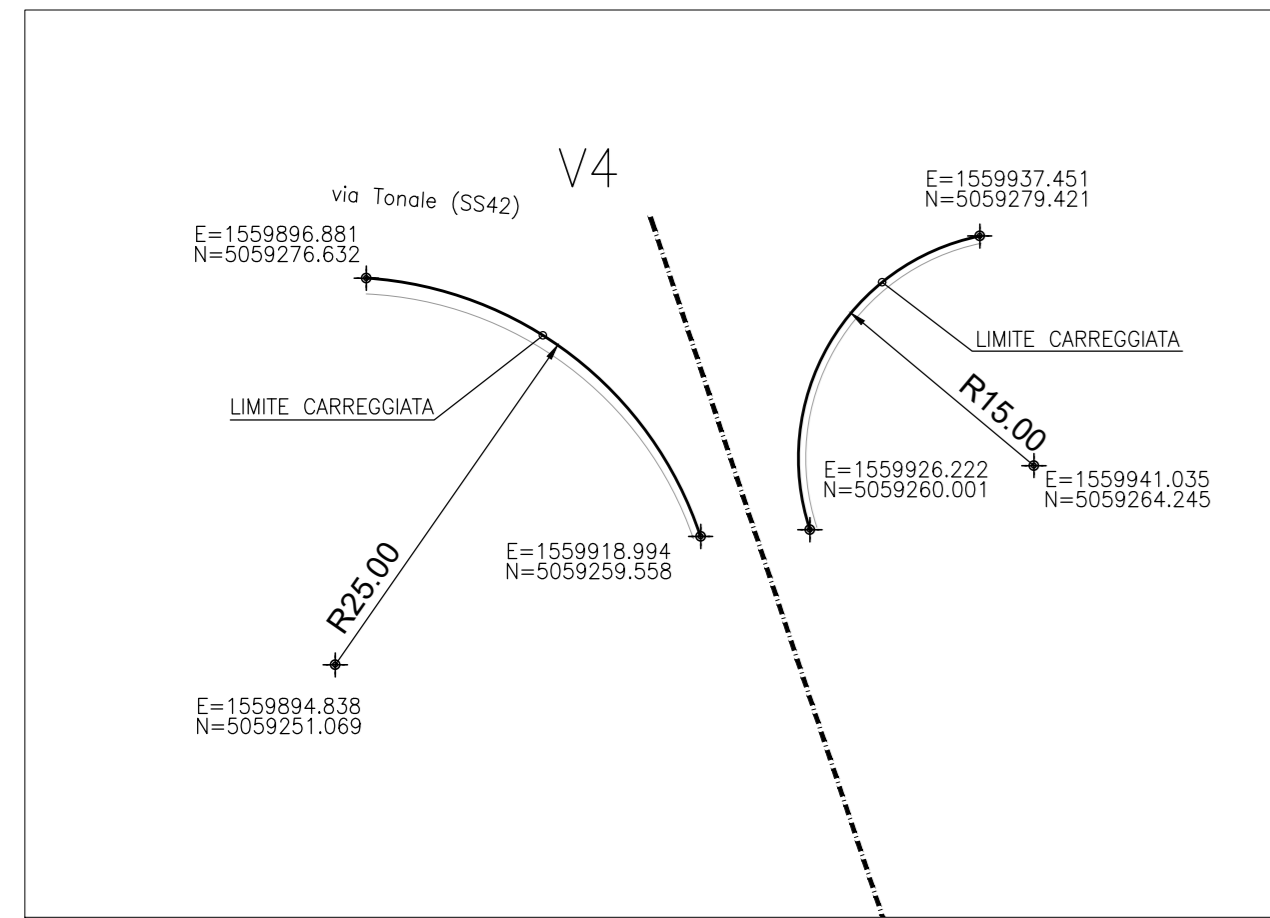 V4
via Tonale (SS42)
E=1559937.451
N=5059279.421
E=1559896.881
N=5059276.632
LIMITE CARREGGIATA
LIMITE CARREGGIATA
R15.00
E=1559926.222
N=5059260.001
E=1559941.035
N=5059264.245
R25.00
E=1559918.994
N=5059259.558
E=1559894.838
N=5059251.069